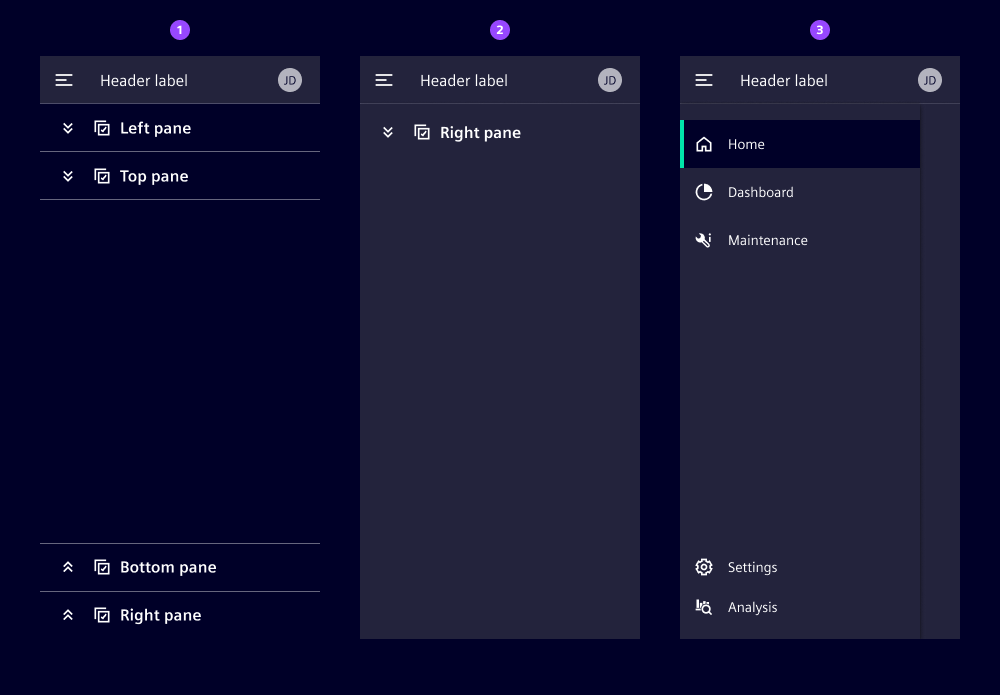 1
Header label
JD
Left pane
Top pane
Bottom pane
Right pane
2
Header label
JD
Right pane
3
Header label
JD
Home
Dashboard
Maintenance
Settings
Analysis